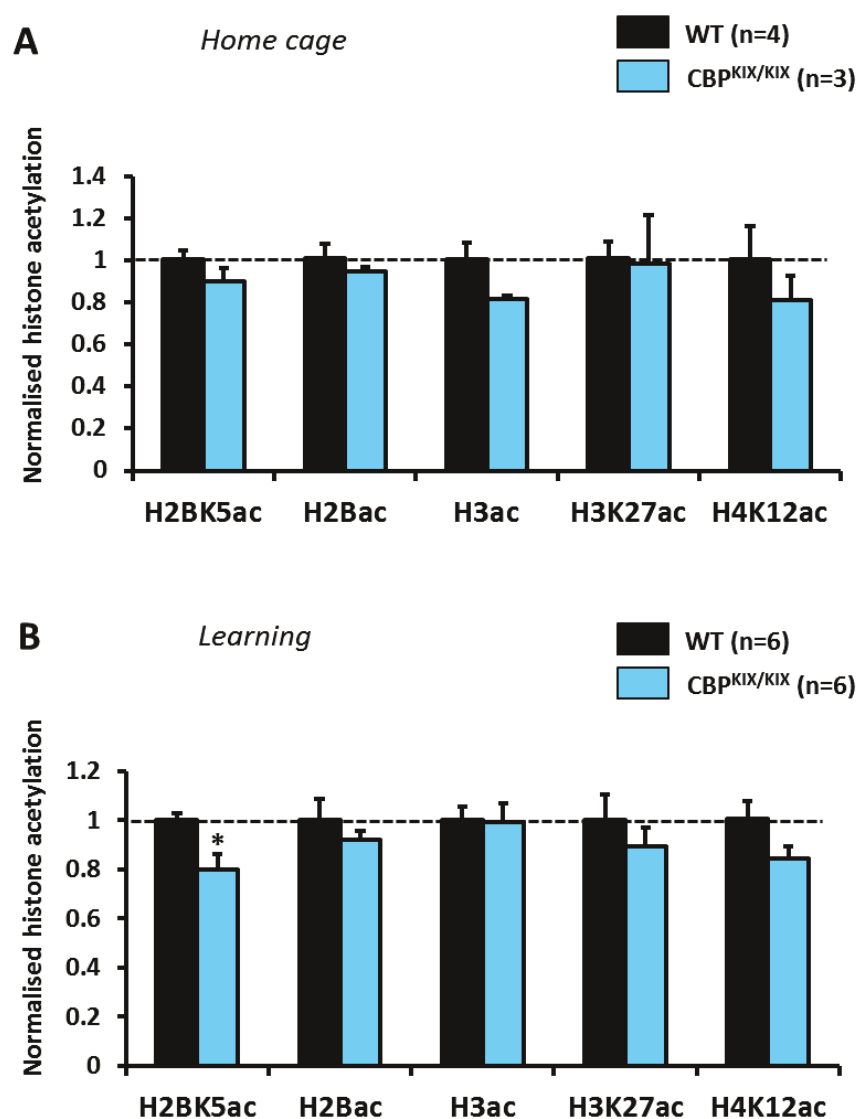 A
Home cage
WT (n=4)
CBPKIX/KIX (n=3)
Normalised histone acetylation
1.4
1.2
1
0.8
0.6
0.4
0.2
0
H2BK5ac H2Bac H3ac H3K27ac H4K12ac
B
Learning
WT (n=6)
CBPKIX/KIX (n=6)
Normalised histone acetylation
1.2
1
0.8
0.6
0.4
0.2
0
*
H2BK5ac H2Bac H3ac H3K27ac H4K12ac